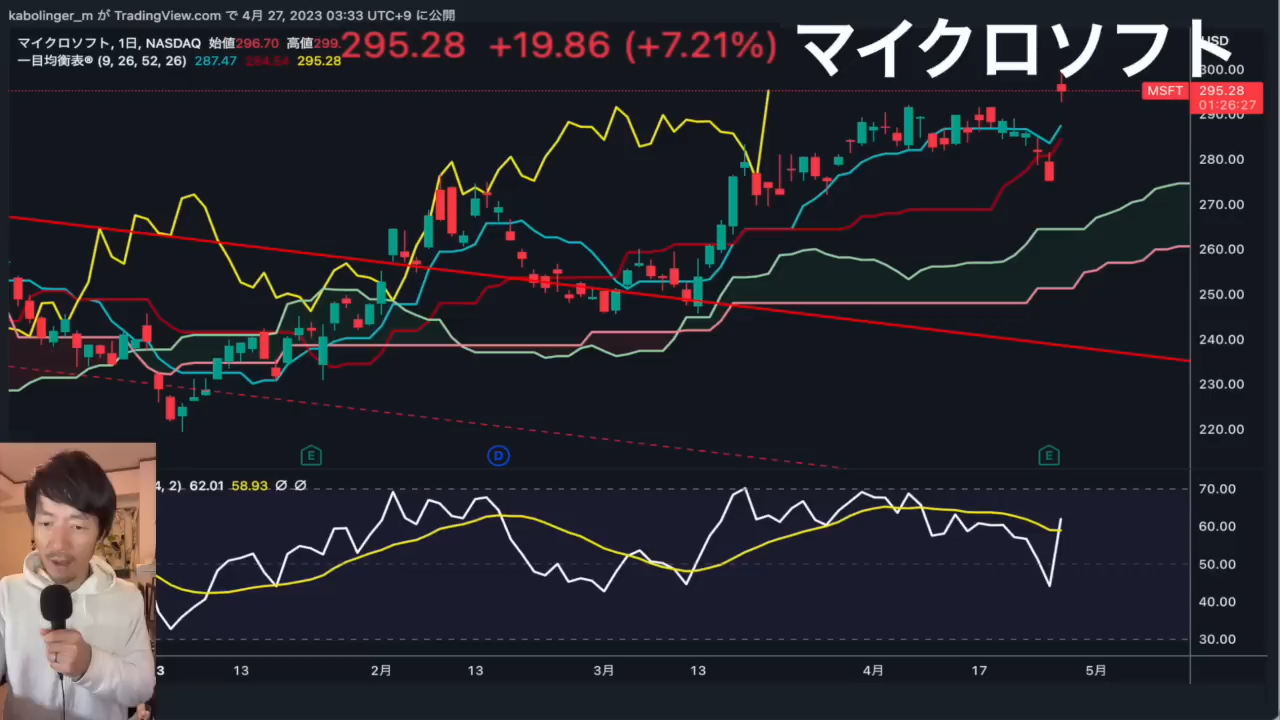 kabolinger_m が TradingView.com で 4月 27, 2023 03:33 UTC+9 に公開
マイクロソフト, 1日, NASDAQ 始値296.70 高値299.
295.28 +19.86 (+7.21%)
マイクロソフト
一目均衡表® (9, 26, 52, 26) 287.47 284.54 295.28
USD
300.00
MSFT 295.28
01:26:27
290.00
280.00
270.00
260.00
250.00
240.00
230.00
220.00
E D E
4, 2) 62.01 58.93 Ø Ø
70.00
60.00
50.00
40.00
30.00
3 13 2月 13 3月 13 4月 17 5月